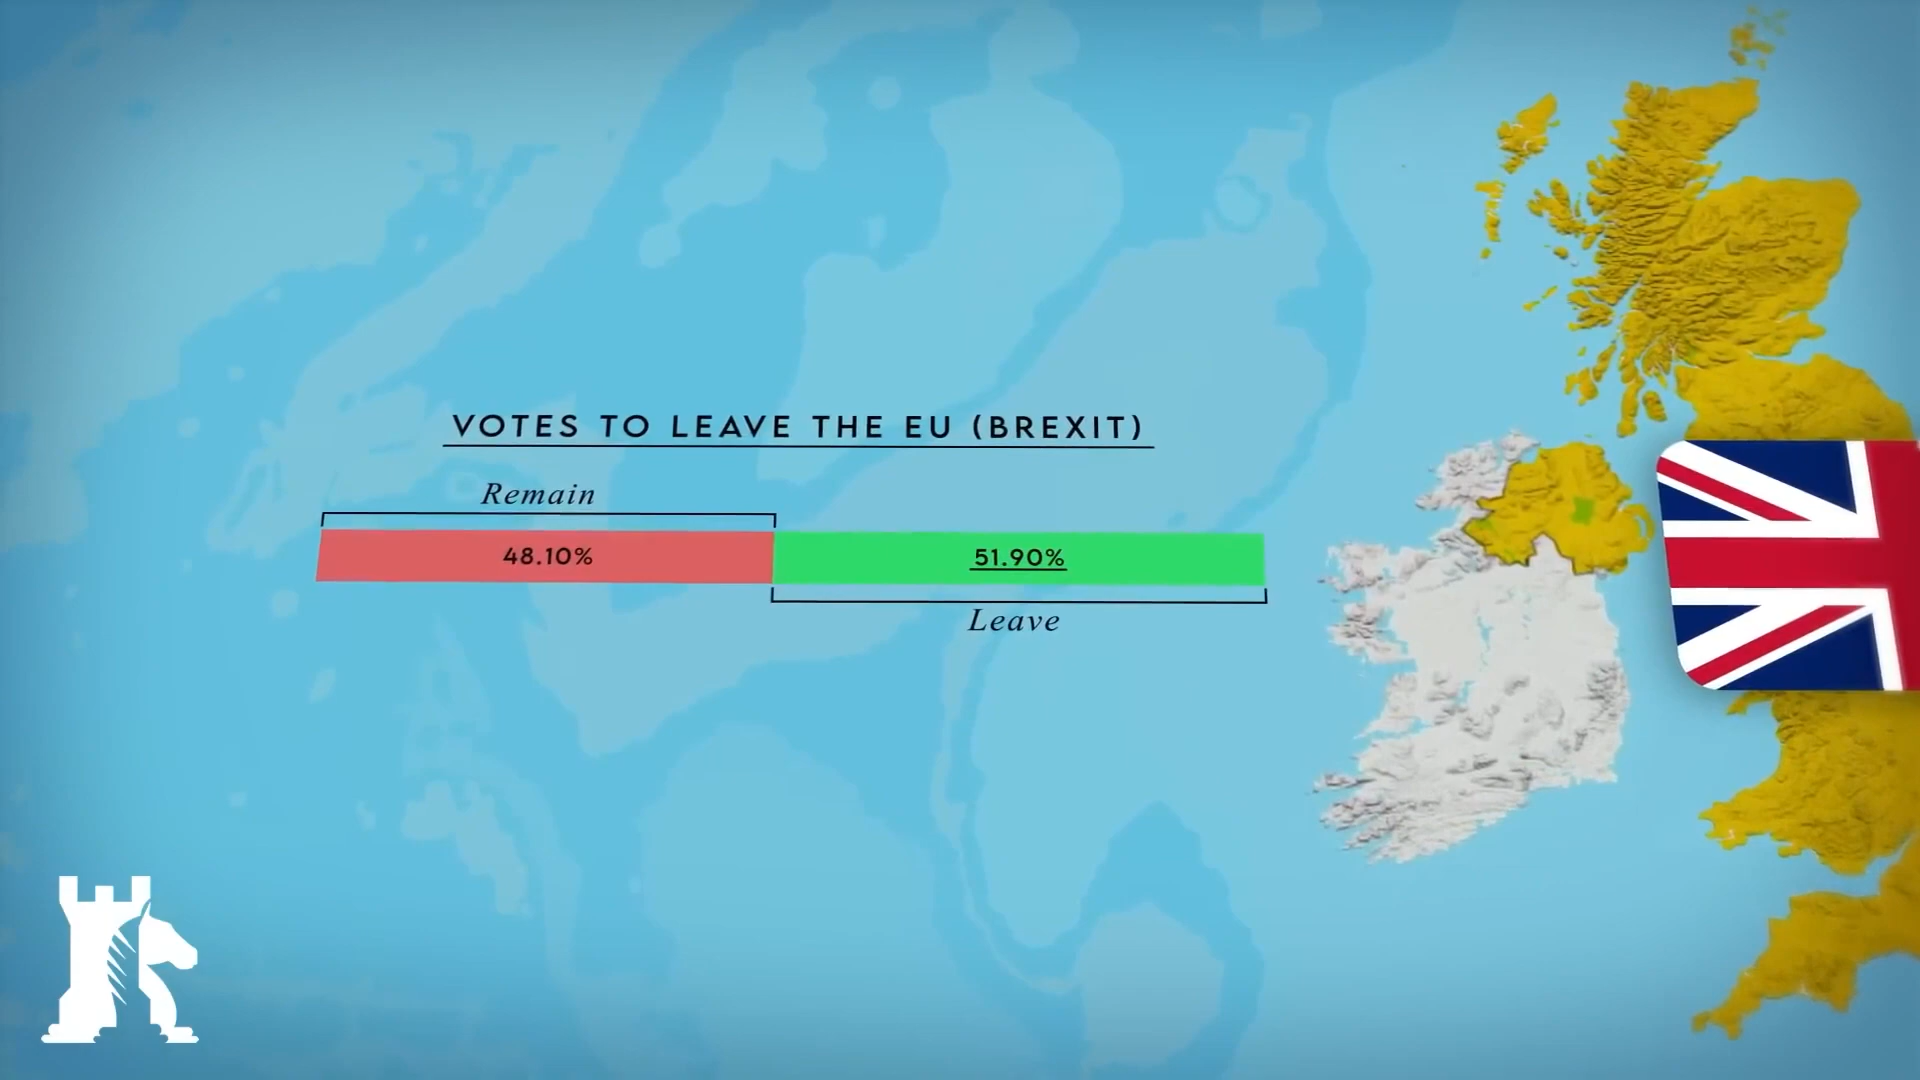 VOTES TO LEAVE THE EU (BREXIT)
Remain
48.10%
51.90%
Leave